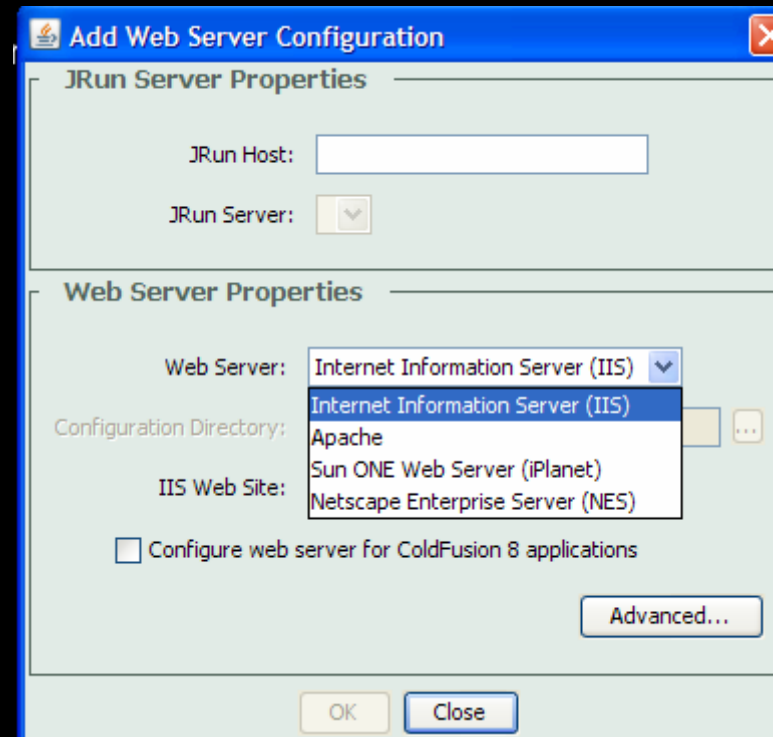 Add Web Server Configuration
JRun Server Properties
JRun Host:
JRun Server:
Web Server Properties
Web Server: Internet Information Server (IIS)
Internet Information Server (IIS)
Configuration Directory: ...
Apache
Sun ONE Web Server (iPlanet)
IIS Web Site:
Netscape Enterprise Server (NES)
Configure web server for ColdFusion 8 applications
Advanced...
OK Close